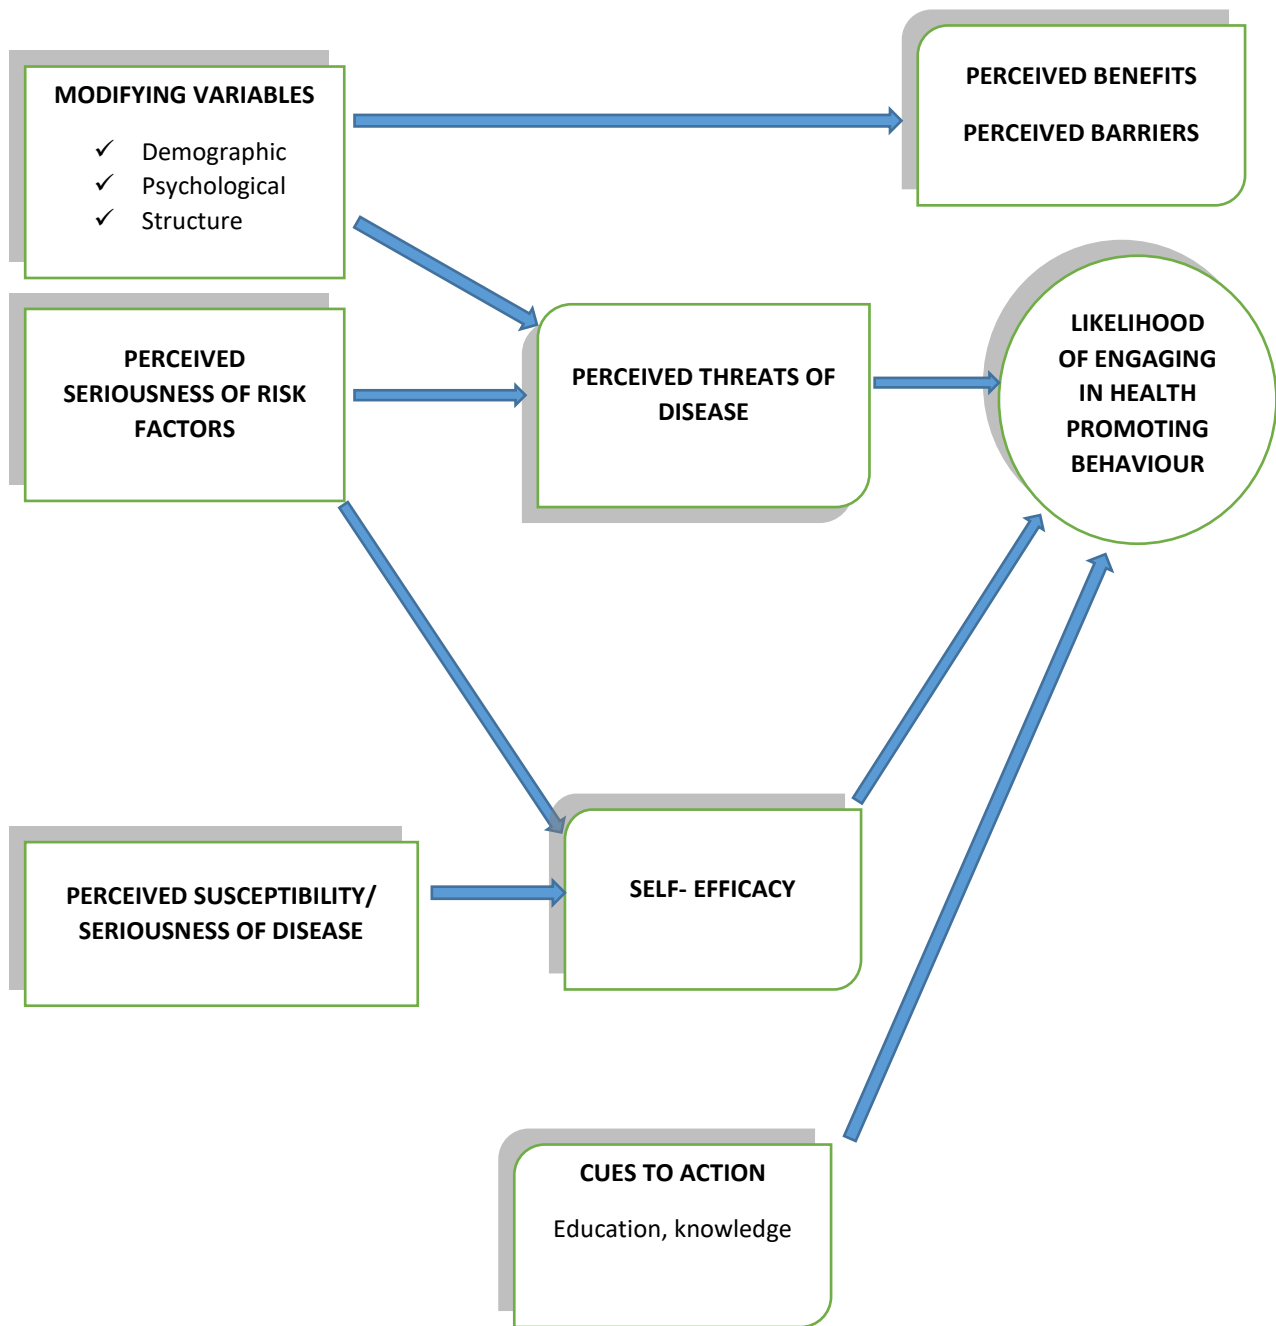 MODIFYING VARIABLES
✓ Demographic
✓ Psychological
✓ Structure
PERCEIVED BENEFITS
PERCEIVED BARRIERS
PERCEIVED
SERIOUSNESS OF RISK
FACTORS
PERCEIVED THREATS OF
DISEASE
LIKELIHOOD
OF ENGAGING
IN HEALTH
PROMOTING
BEHAVIOUR
PERCEIVED SUSCEPTIBILITY/
SERIOUSNESS OF DISEASE
SELF- EFFICACY
CUES TO ACTION
Education, knowledge